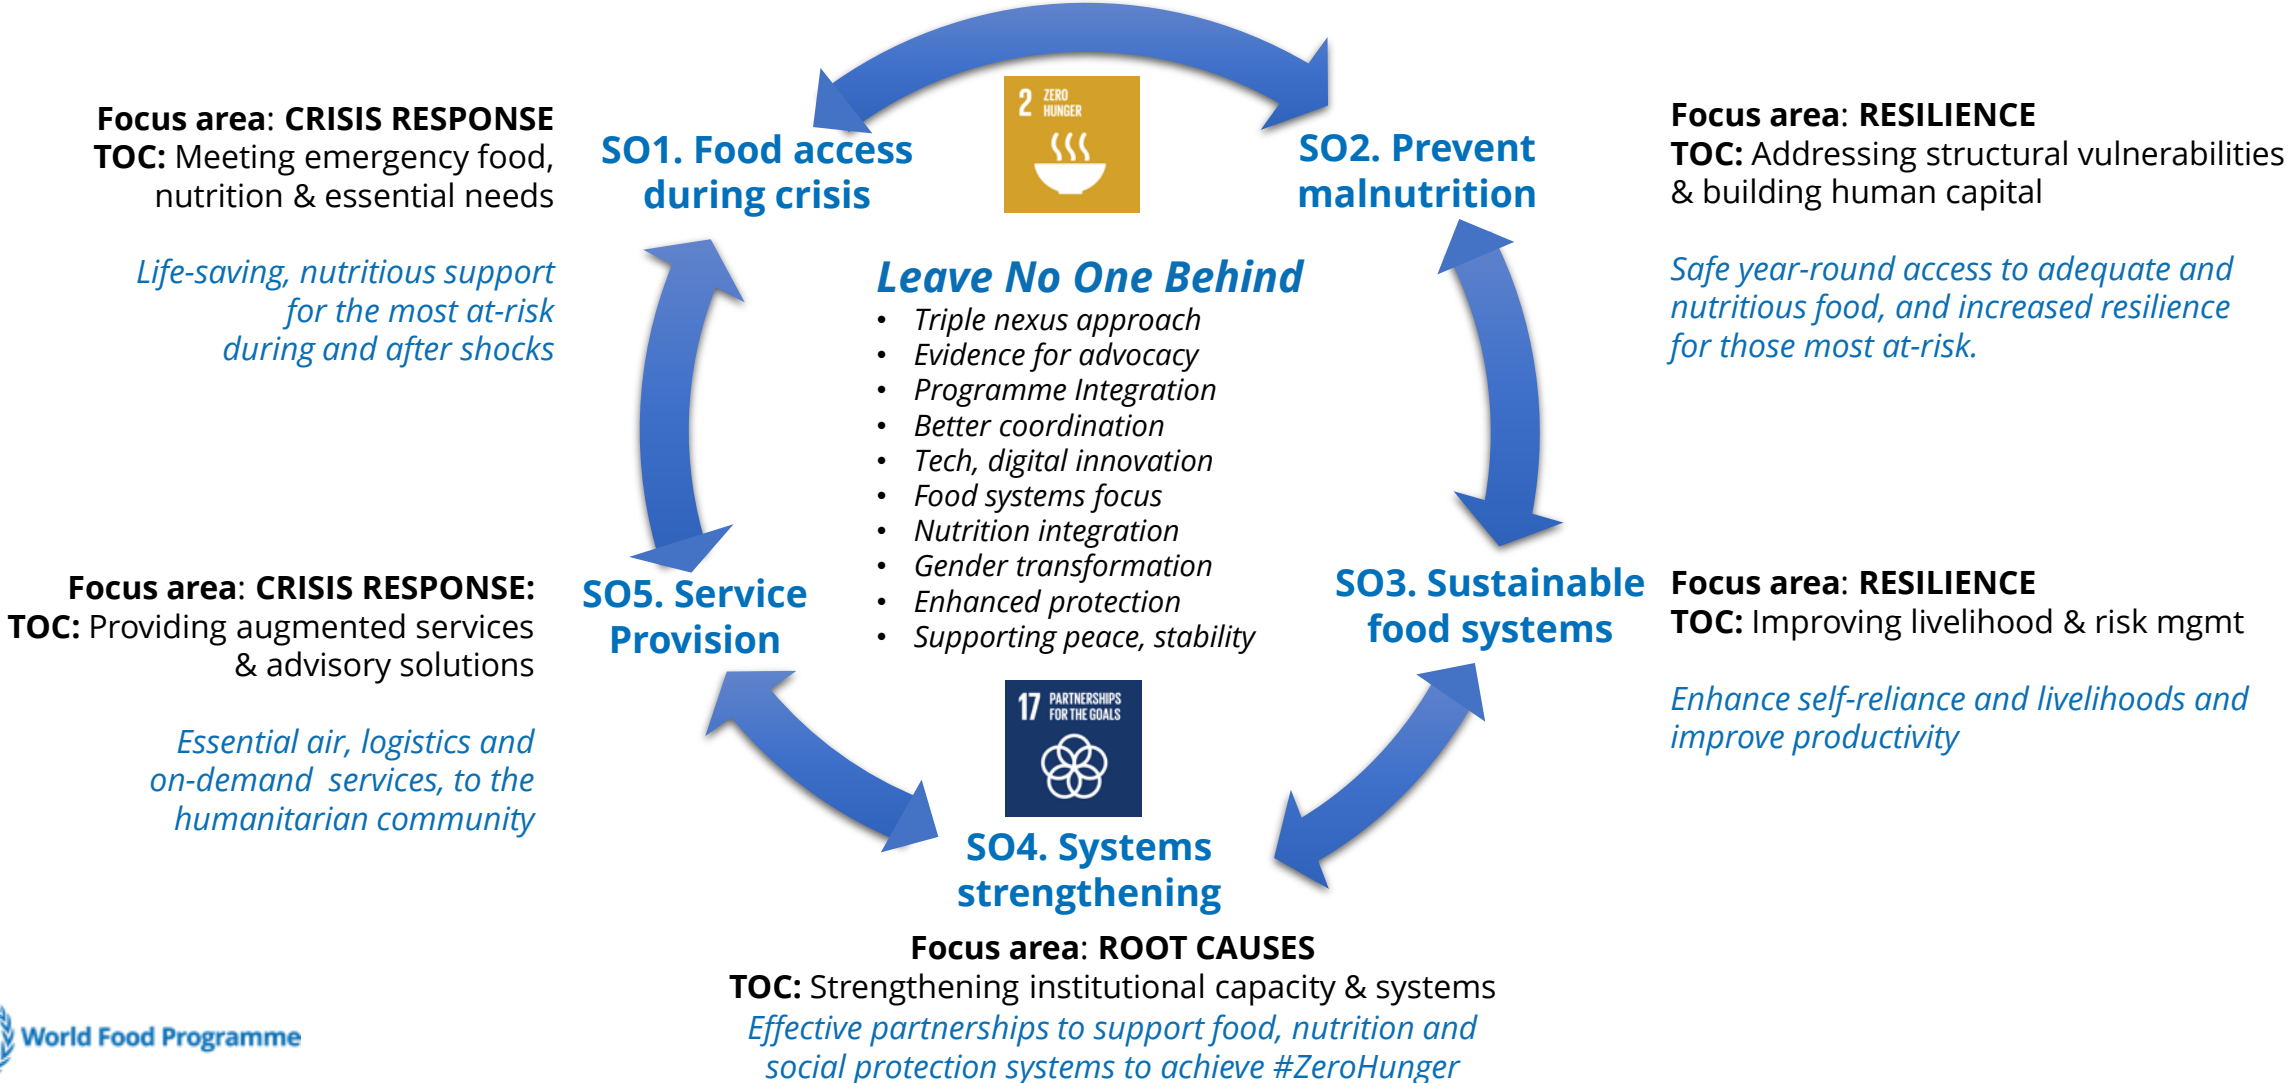 Focus area: CRISIS RESPONSE
TOC: Meeting emergency food,
nutrition & essential needs
Life-saving, nutritious support
for the most at-risk
during and after shocks
SO1. Food access
during crisis
2 ZERO
HUNGER
SO2. Prevent
malnutrition
Focus area: RESILIENCE
TOC: Addressing structural vulnerabilities
& building human capital
Safe year-round access to adequate and
nutritious food, and increased resilience
for those most at-risk.
Leave No One Behind
• Triple nexus approach
• Evidence for advocacy
• Programme Integration
• Better coordination
• Tech, digital innovation
• Food systems focus
• Nutrition integration
• Gender transformation
• Enhanced protection
• Supporting peace, stability
Focus area: CRISIS RESPONSE:
TOC: Providing augmented services
& advisory solutions
Essential air, logistics and
on-demand services, to the
humanitarian community
SO5. Service
Provision
SO3. Sustainable
food systems
Focus area: RESILIENCE
TOC: Improving livelihood & risk mgmt
Enhance self-reliance and livelihoods and
improve productivity
17 PARTNERSHIPS
FOR THE GOALS
SO4. Systems
strengthening
Focus area: ROOT CAUSES
TOC: Strengthening institutional capacity & systems
Effective partnerships to support food, nutrition and
social protection systems to achieve #ZeroHunger
World Food Programme